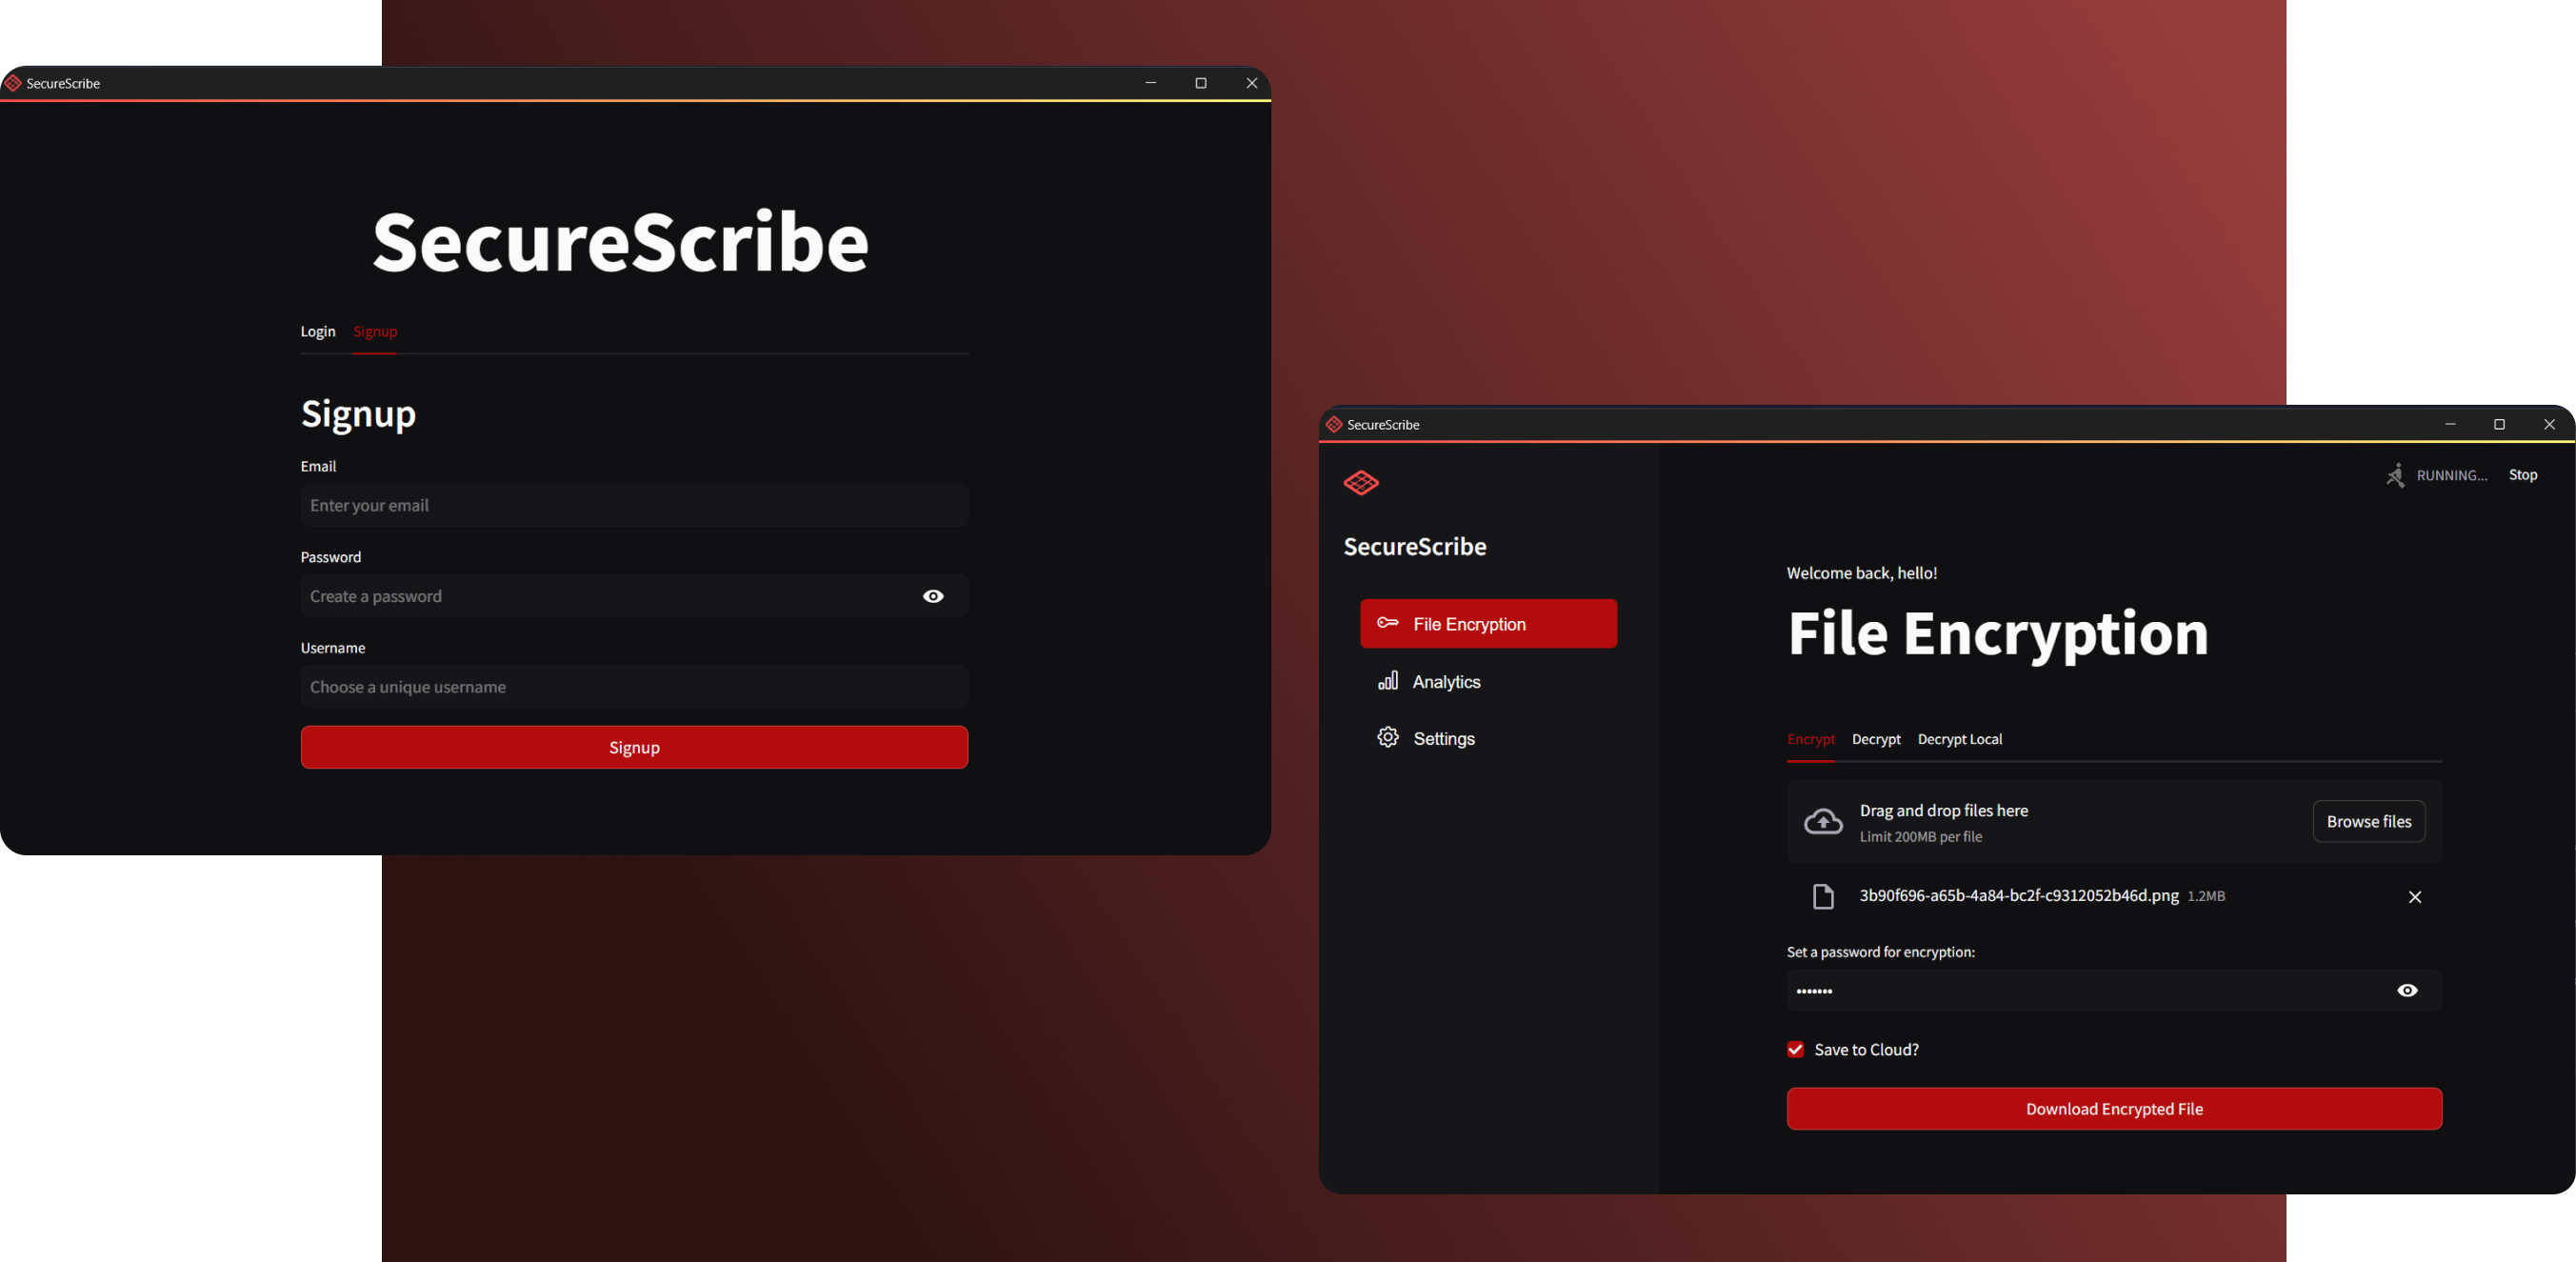 SecureScribe
SecureScribe
Login Signup
Signup
Email
Enter your email
Password
Create a password
Username
Choose a unique username
Signup
SecureScribe
RUNNING... Stop
SecureScribe
File Encryption
Analytics
Settings
Welcome back, hello!
File Encryption
Encrypt Decrypt Decrypt Local
Drag and drop files here
Limit 200MB per file
Browse files
3b90f696-a65b-4a84-bc2f-c9312052b46d.png 1.2MB
Set a password for encryption:
•••••••
Save to Cloud?
Download Encrypted File